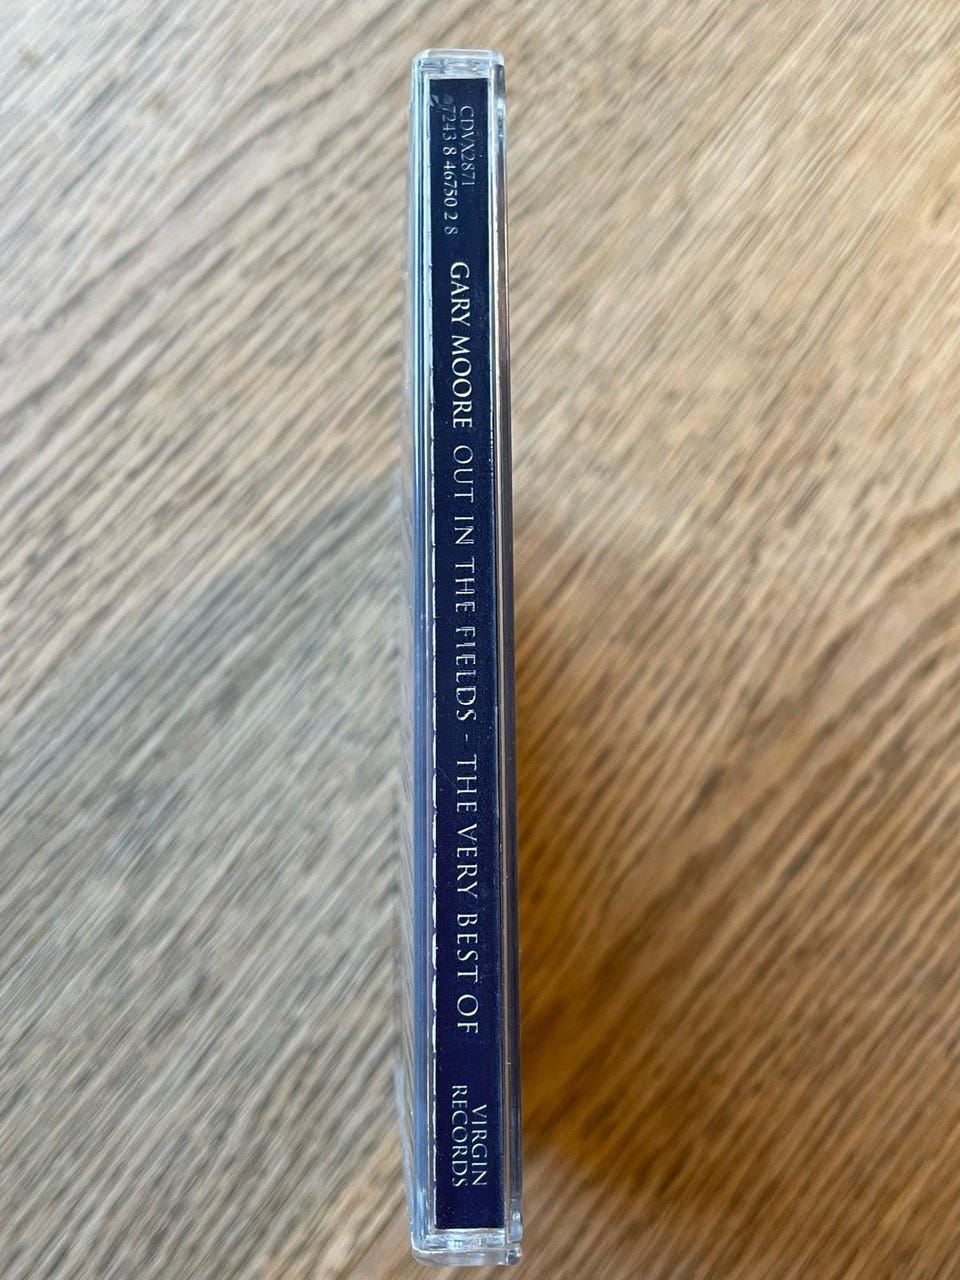 CDVX2871
7243 8 46750 2 8
GARY MOORE OUT IN THE FIELDS - THE VERY BEST OF
VIRGIN
RECORDS